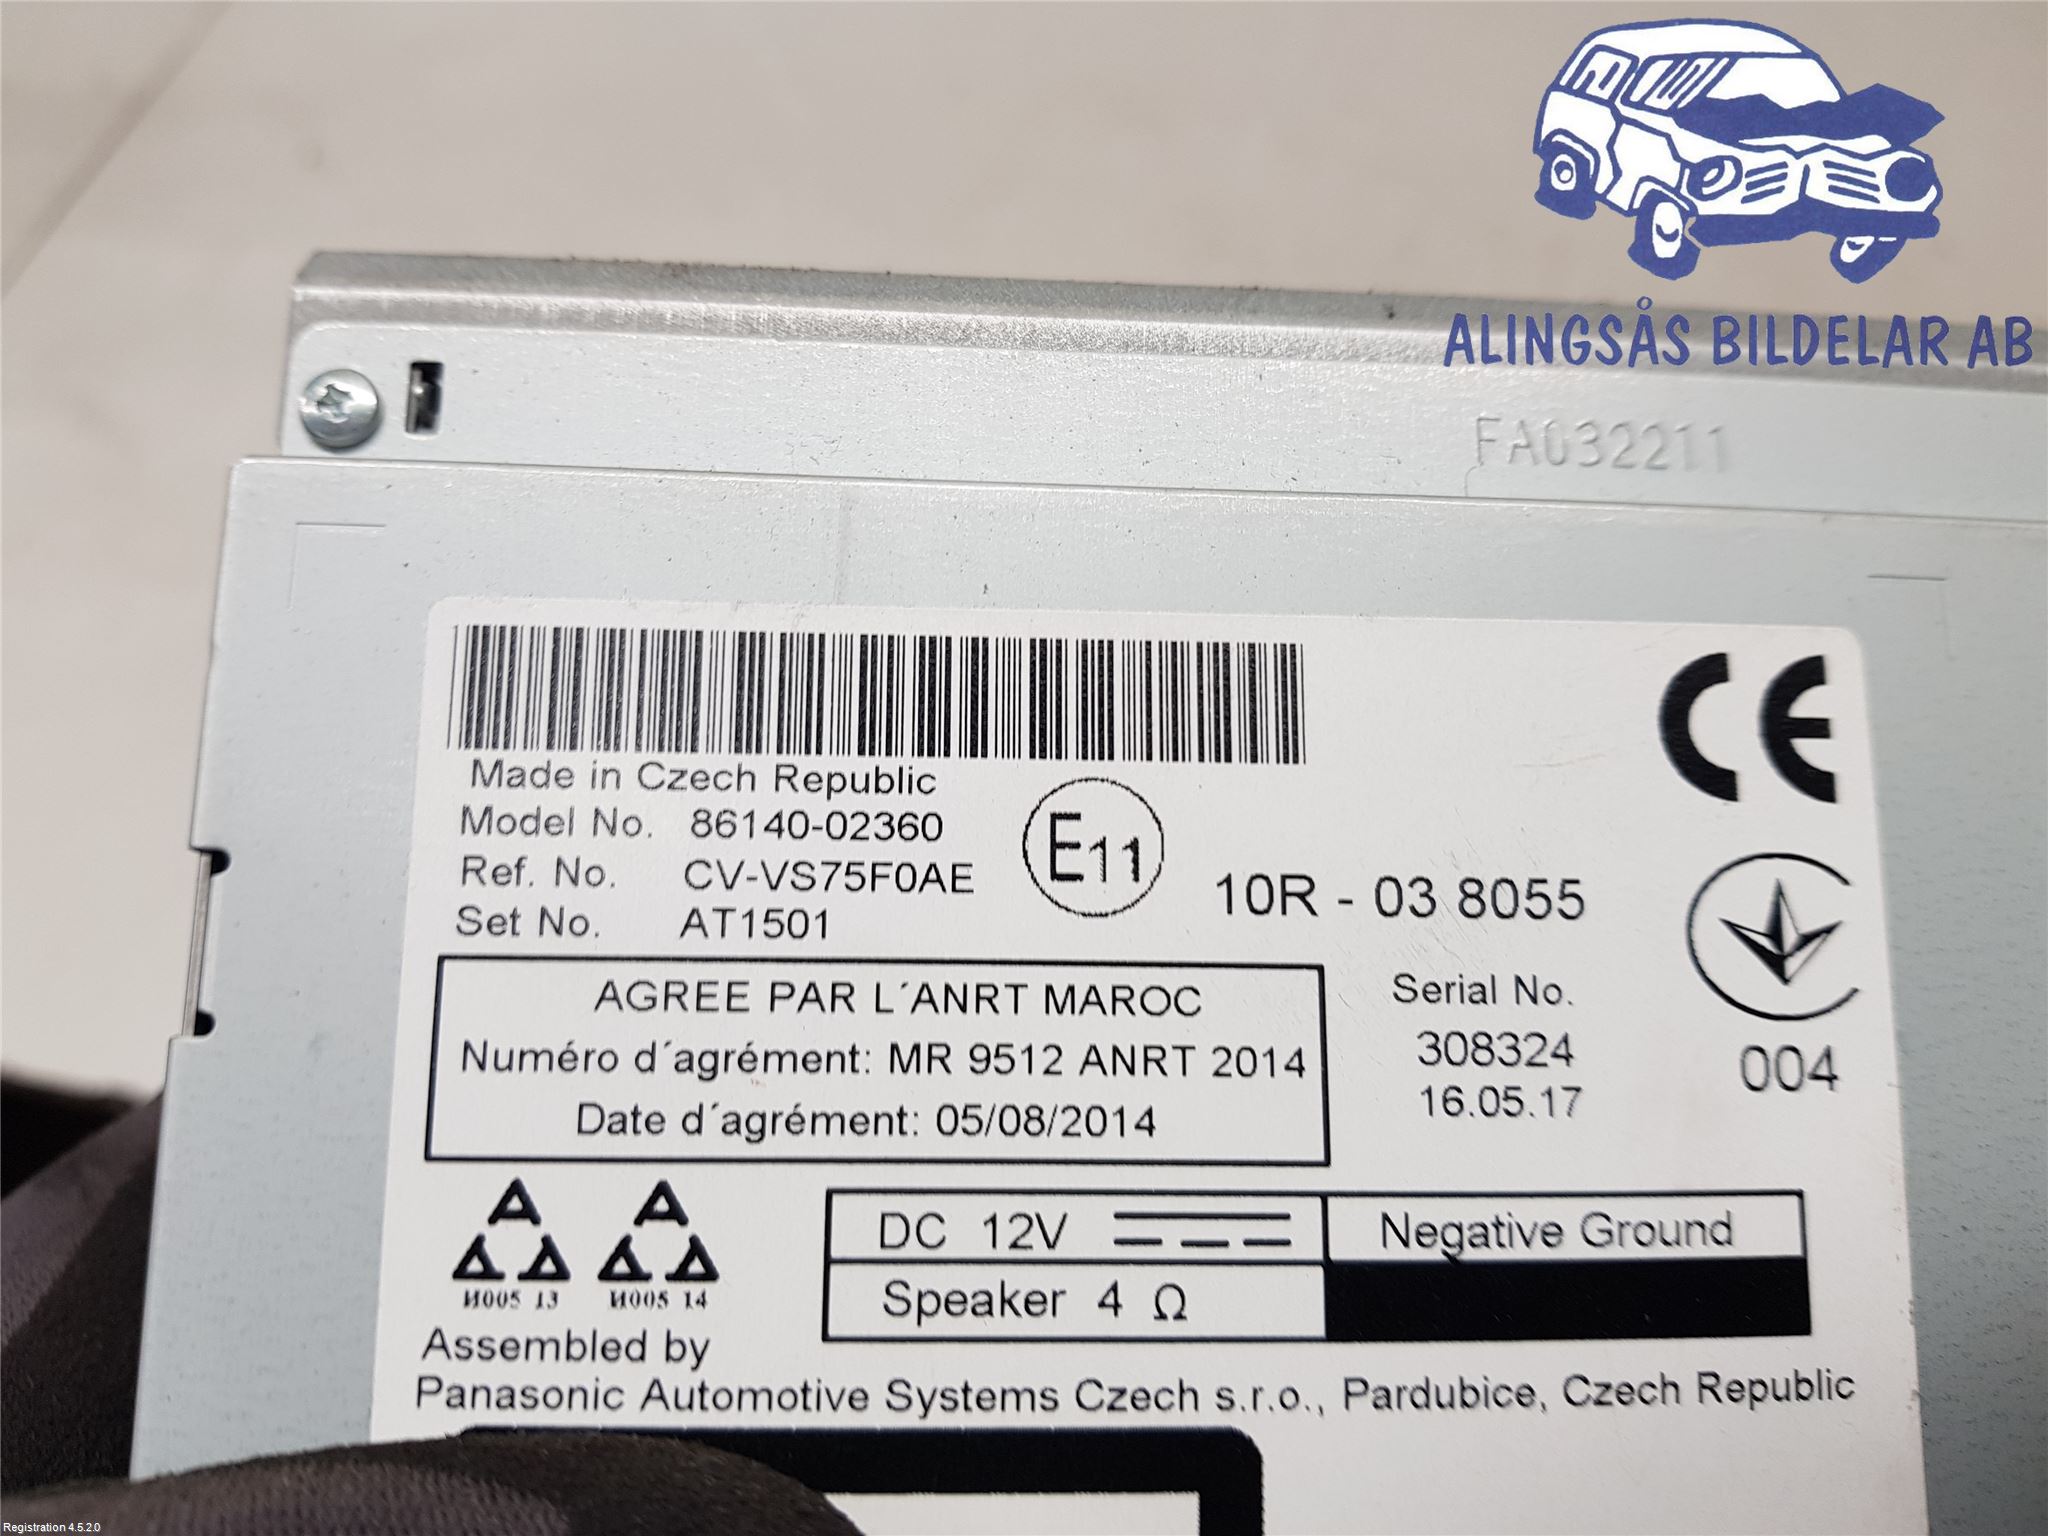 ALINGSÅS BILDELAR AB
FA032211
CE
Made in Czech Republic
Model No. 86140-02360
Ref. No. CV-VS75F0AE
Set No. AT1501
E11
10R - 03 8055
AGREE PAR L´ANRT MAROC
Numéro d´agrément: MR 9512 ANRT 2014
Date d´agrément: 05/08/2014
Serial No.
308324
16.05.17
004
И005 13 И005 14
DC 12V
Negative Ground
Speaker 4 Ω
Assembled by
Panasonic Automotive Systems Czech s.r.o., Pardubice, Czech Republic
Registration 4.5.2.0